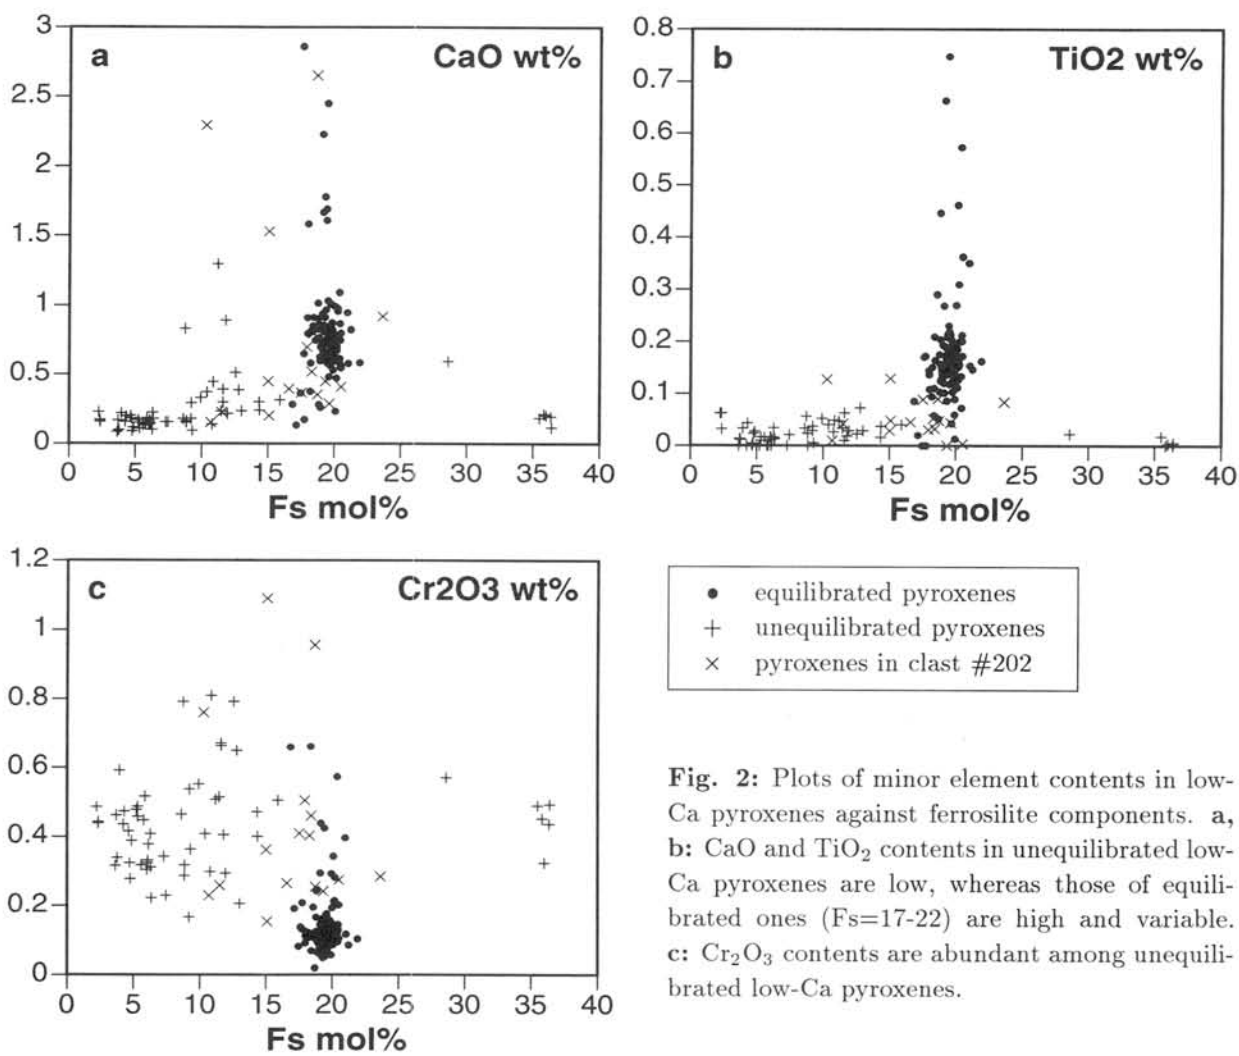 a
CaO wt%
3
2.5
2
1.5
1
0.5
0
0 5 10 15 20 25 30 35 40
Fs mol%
b
TiO2 wt%
0.8
0.7
0.6
0.5
0.4
0.3
0.2
0.1
0
0 5 10 15 20 25 30 35 40
Fs mol%
c
Cr2O3 wt%
1.2
1
0.8
0.6
0.4
0.2
0
0 5 10 15 20 25 30 35 40
Fs mol%
equilibrated pyroxenes
unequilibrated pyroxenes
pyroxenes in clast #202
Fig. 2: Plots of minor element contents in low-
Ca pyroxenes against ferrosilite components. a,
b: CaO and TiO₂ contents in unequilibrated low-
Ca pyroxenes are low, whereas those of equili-
brated ones (Fs=17-22) are high and variable.
c: Cr₂O₃ contents are abundant among unequili-
brated low-Ca pyroxenes.